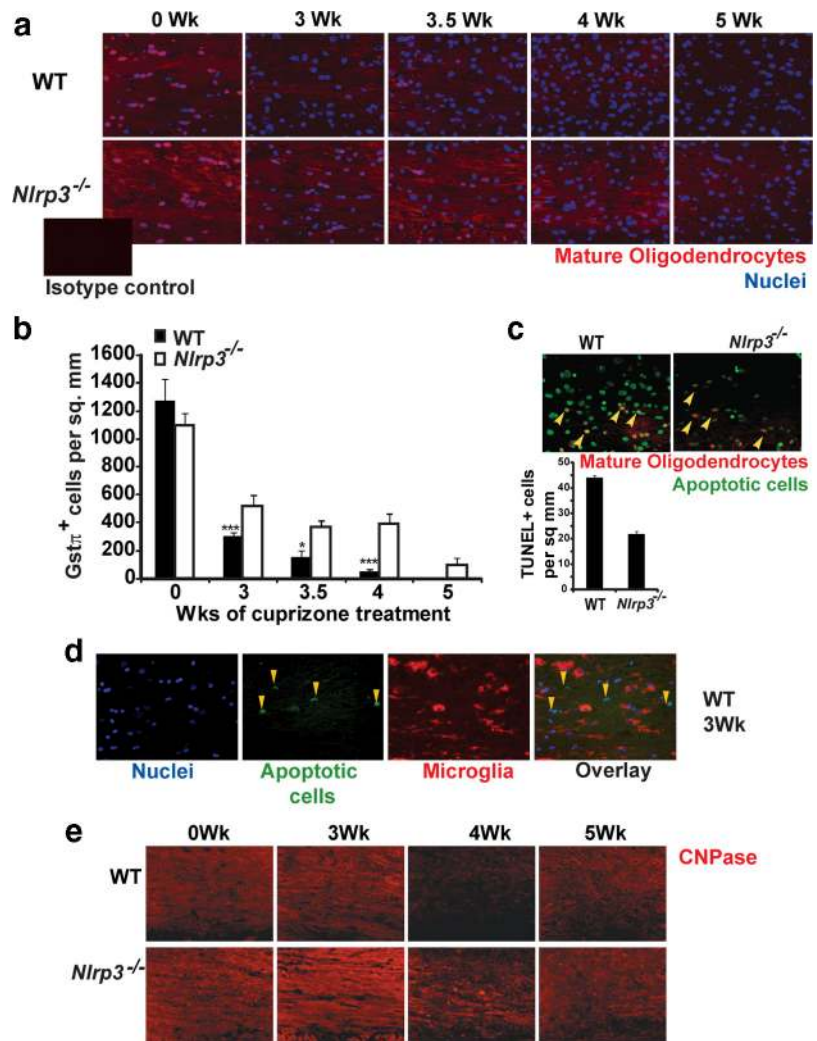 a
0 Wk 3 Wk 3.5 Wk 4 Wk 5 Wk
WT
Nlrp3-/-
Isotype control
Mature Oligodendrocytes
Nuclei
b
WT
Nlrp3-/-
Gstπ+ cells per sq. mm
1600
1400
1200
1000
800
600
400
200
0
***
*
***
0 3 3.5 4 5
Wks of cuprizone treatment
c
WT Nlrp3-/-
Mature Oligodendrocytes
Apoptotic cells
TUNEL+ cells
per sq mm
50
40
30
20
10
0
WT Nlrp3-/-
d
WT
3Wk
Nuclei Apoptotic cells Microglia Overlay
e
0Wk 3Wk 4Wk 5Wk
WT
CNPase
Nlrp3-/-